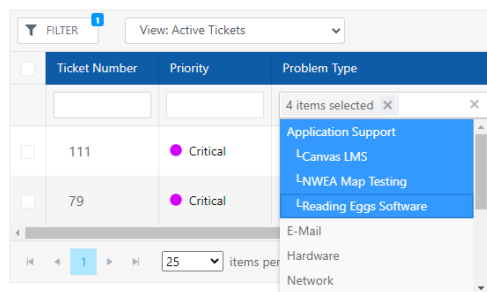 FILTER 1 View: Active Tickets
Ticket Number Priority Problem Type
4 items selected ×
Application Support
└Canvas LMS
└NWEA Map Testing
└Reading Eggs Software
E-Mail
Hardware
Network
111 Critical
79 Critical
1 25 items per